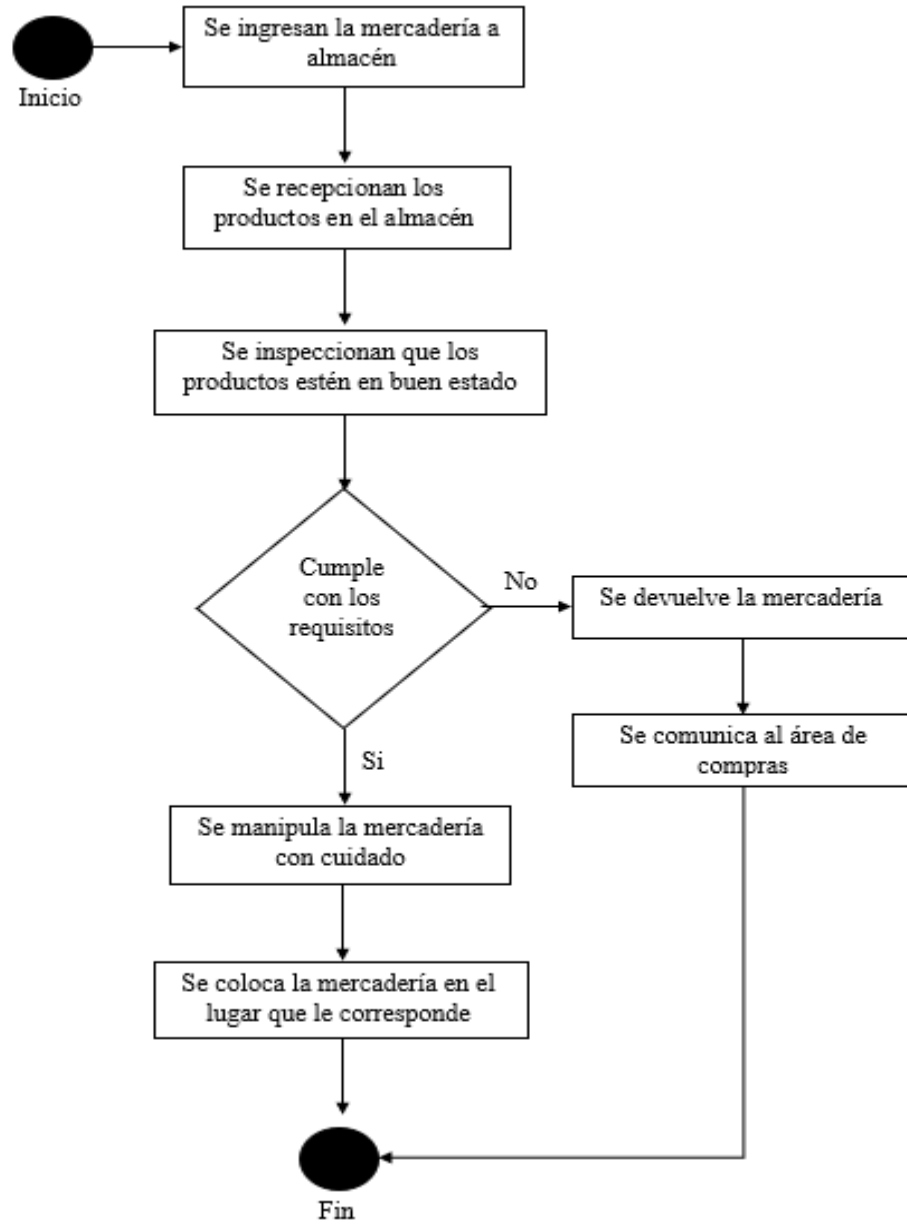 Se ingresan la mercadería a
almacén
Inicio
Se recepcionan los
productos en el almacén
Se inspeccionan que los
productos estén en buen estado
Cumple
con los
requisitos
No
Se devuelve la mercadería
Se comunica al área de
compras
Si
Se manipula la mercadería
con cuidado
Se coloca la mercadería en el
lugar que le corresponde
Fin